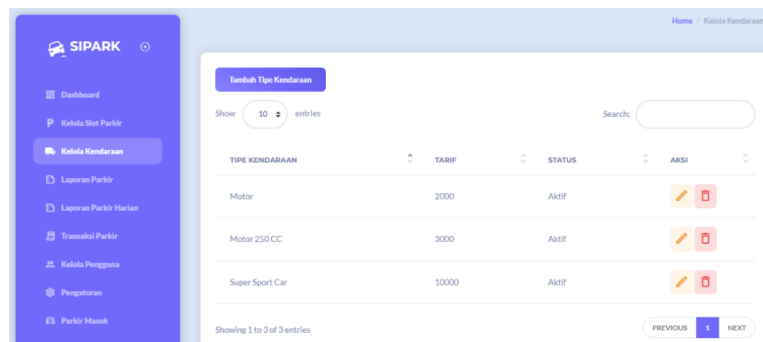 Home / Kelola Kendaraan
SIPARK
Dashboard
Kelola Slot Parkir
Kelola Kendaraan
Laporan Parkir
Laporan Parkir Harian
Transaksi Parkir
Kelola Pengguna
Pengaturan
Parkir Masuk
Tambah Tipe Kendaraan
Show 10 entries
Search:
TIPE KENDARAAN TARIF STATUS AKSI
Motor 2000 Aktif
Motor 250 CC 3000 Aktif
Super Sport Car 10000 Aktif
Showing 1 to 3 of 3 entries
PREVIOUS 1 NEXT